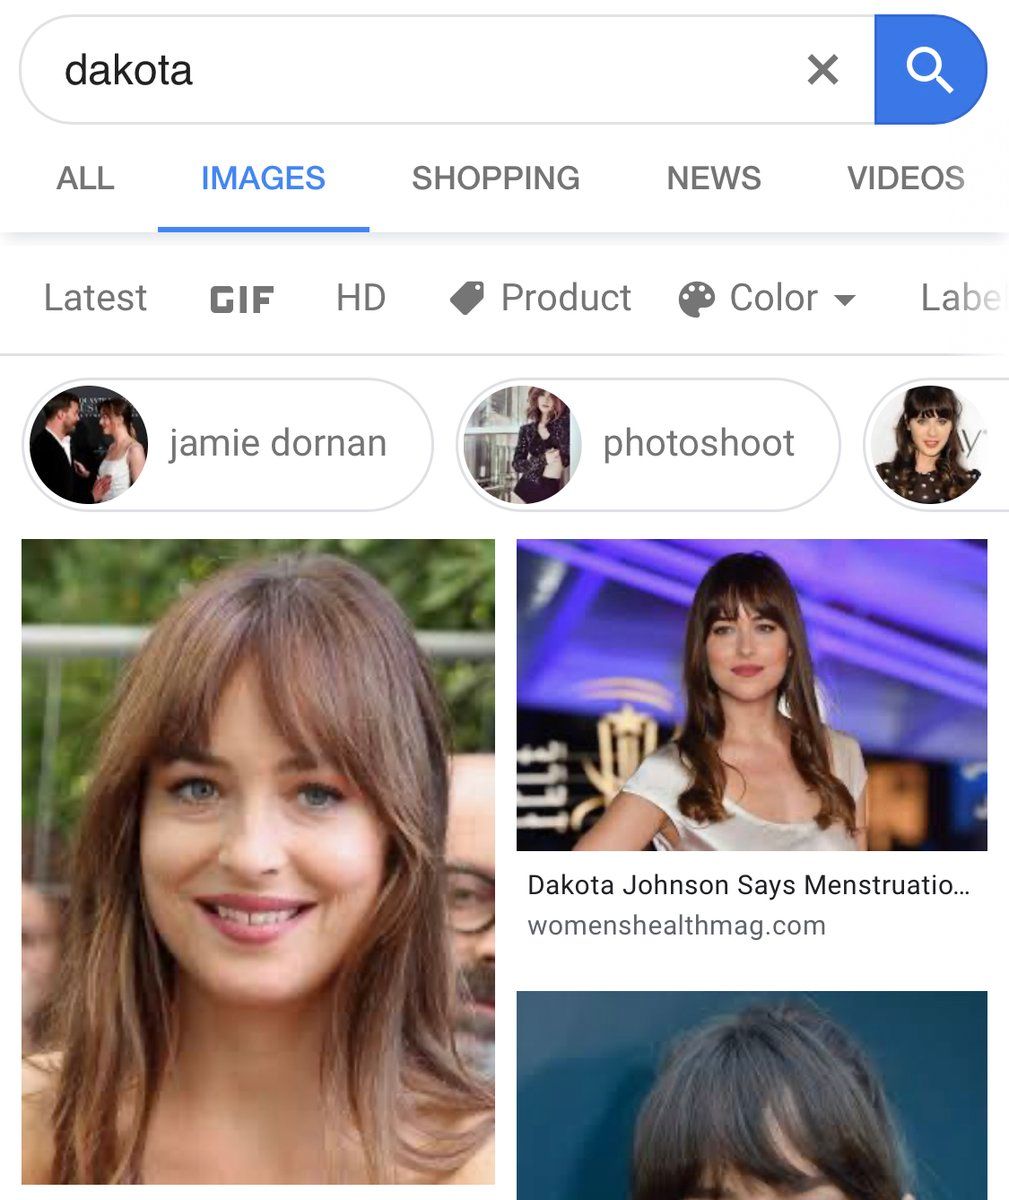 dakota
ALL IMAGES SHOPPING NEWS VIDEOS
Latest GIF HD Product Color Labe
jamie dornan photoshoot
ELLE
Dakota Johnson Says Menstruatio...
womenshealthmag.com